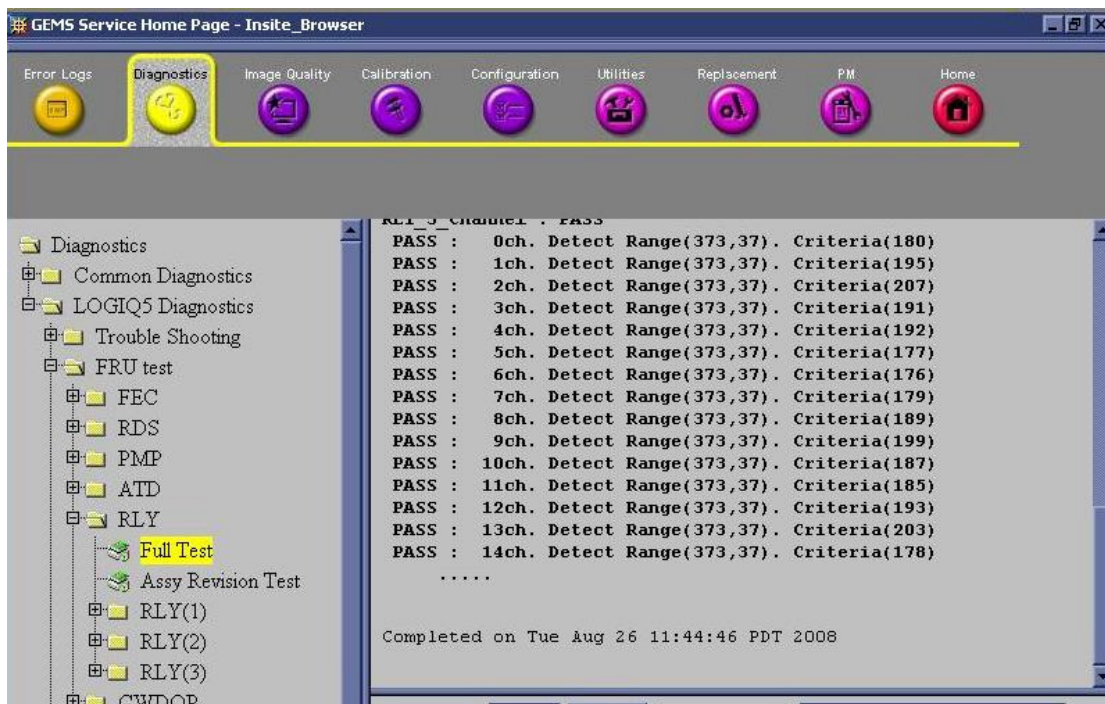 GEMS Service Home Page - Insite_Browser
Error Logs Diagnostics Image Quality Calibration Configuration Utilities Replacement PM Home
Diagnostics
Common Diagnostics
LOGIQ5 Diagnostics
Trouble Shooting
FRU test
FEC
RDS
PMP
ATD
RLY
Full Test
Assy Revision Test
RLY(1)
RLY(2)
RLY(3)
CWDOP
RLY_3_Channel : PASS
PASS : 0ch. Detect Range(373,37). Criteria(180)
PASS : 1ch. Detect Range(373,37). Criteria(195)
PASS : 2ch. Detect Range(373,37). Criteria(207)
PASS : 3ch. Detect Range(373,37). Criteria(191)
PASS : 4ch. Detect Range(373,37). Criteria(192)
PASS : 5ch. Detect Range(373,37). Criteria(177)
PASS : 6ch. Detect Range(373,37). Criteria(176)
PASS : 7ch. Detect Range(373,37). Criteria(179)
PASS : 8ch. Detect Range(373,37). Criteria(189)
PASS : 9ch. Detect Range(373,37). Criteria(199)
PASS : 10ch. Detect Range(373,37). Criteria(187)
PASS : 11ch. Detect Range(373,37). Criteria(185)
PASS : 12ch. Detect Range(373,37). Criteria(193)
PASS : 13ch. Detect Range(373,37). Criteria(203)
PASS : 14ch. Detect Range(373,37). Criteria(178)
.....
Completed on Tue Aug 26 11:44:46 PDT 2008